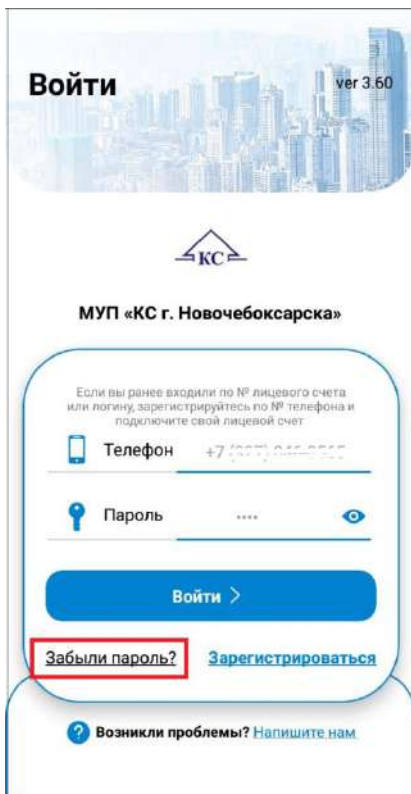 Войти
ver 3.60
КС
МУП «КС г. Новочебоксарска»
Если вы ранее входили по № лицевого счета
или логину, зарегистрируйтесь по № телефона и
подключите свой лицевой счет
Телефон +7
Пароль ····
Войти >
Забыли пароль? Зарегистрироваться
? Возникли проблемы? Напишите нам